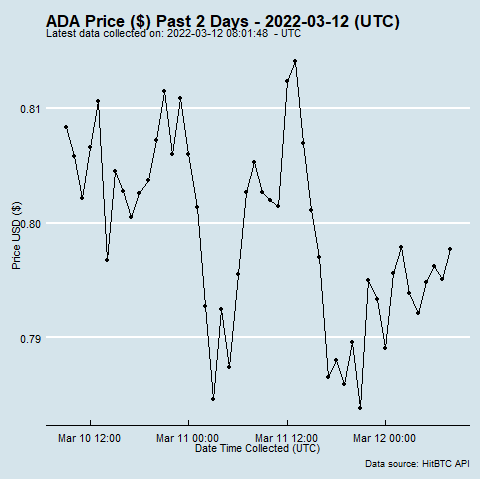 ADA Price ($) Past 2 Days - 2022-03-12 (UTC)
Latest data collected on: 2022-03-12 08:01:48 - UTC
0.81
0.80
0.79
Price USD ($)
Mar 10 12:00 Mar 11 00:00 Mar 11 12:00 Mar 12 00:00
Date Time Collected (UTC)
Data source: HitBTC API